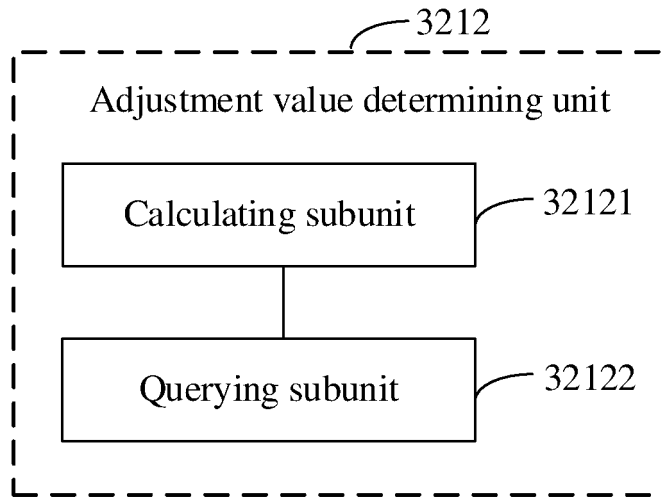 3212
Adjustment value determining unit
Calculating subunit
32121
Querying subunit
32122